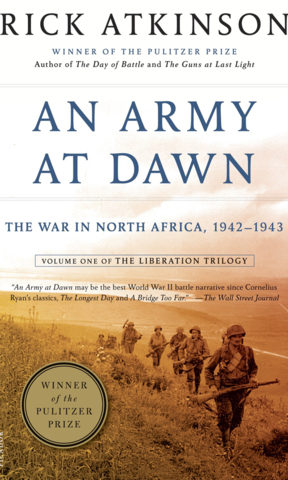 RICK ATKINSON
WINNER OF THE PULITZER PRIZE
Author of The Day of Battle and The Guns at Last Light
AN ARMY
AT DAWN
THE WAR IN NORTH AFRICA, 1942–1943
VOLUME ONE OF THE LIBERATION TRILOGY
"An Army at Dawn may be the best World War II battle narrative since Cornelius
Ryan's classics, The Longest Day and A Bridge Too Far." —The Wall Street Journal
WINNER
of the
PULITZER
PRIZE
PICADOR